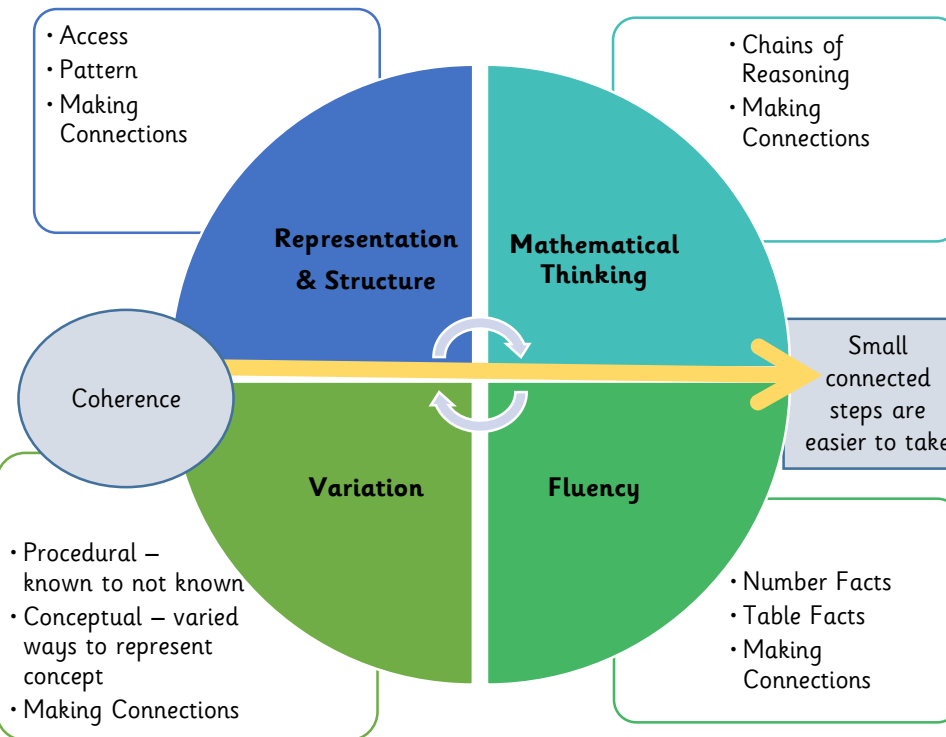 • Access
• Pattern
• Making
Connections
• Chains of
Reasoning
• Making
Connections
Representation
& Structure
Mathematical
Thinking
Coherence
Small
connected
steps are
easier to take
Variation
Fluency
• Procedural –
known to not known
• Conceptual – varied
ways to represent
concept
• Making Connections
• Number Facts
• Table Facts
• Making
Connections